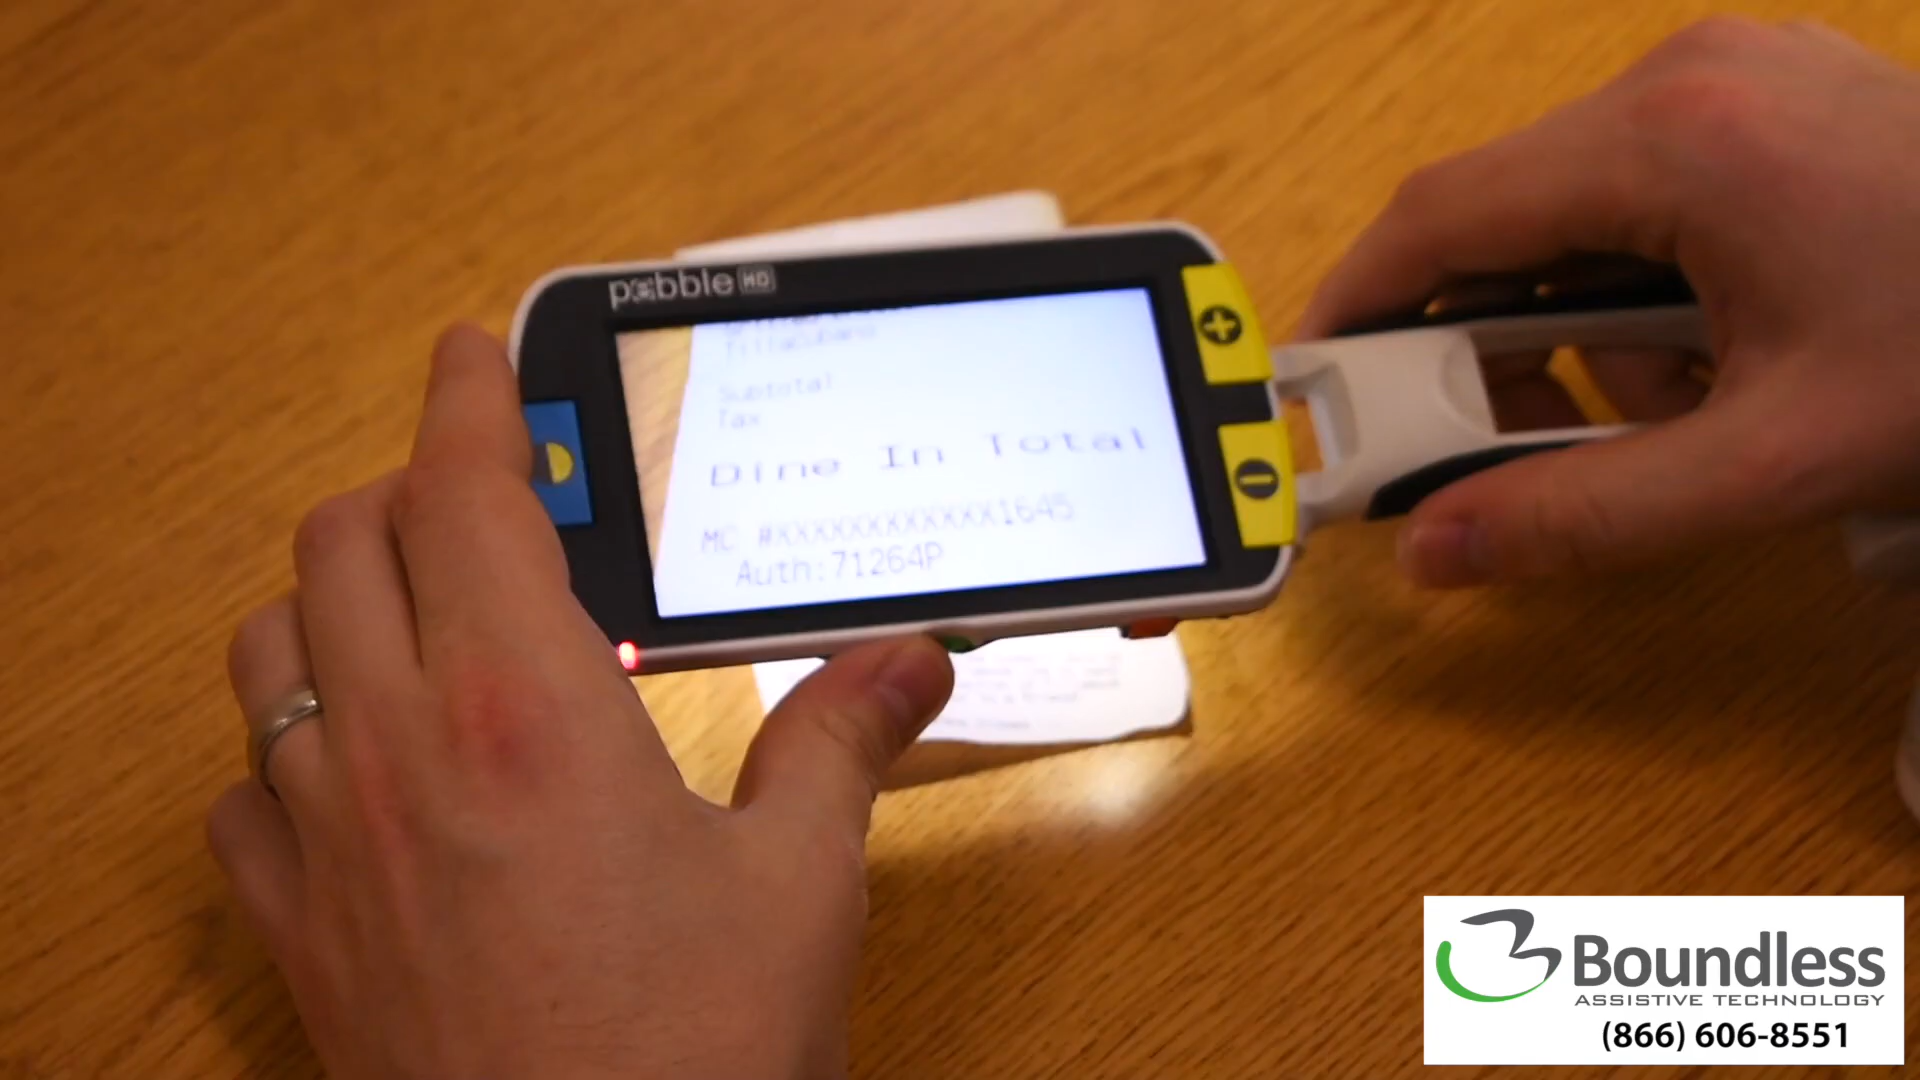 pebble HD
Subtotal
Tax
Dine In Total
MC #XXXXXXXXXXXX1645
Auth:71264P
Boundless
ASSISTIVE TECHNOLOGY
(866) 606-8551